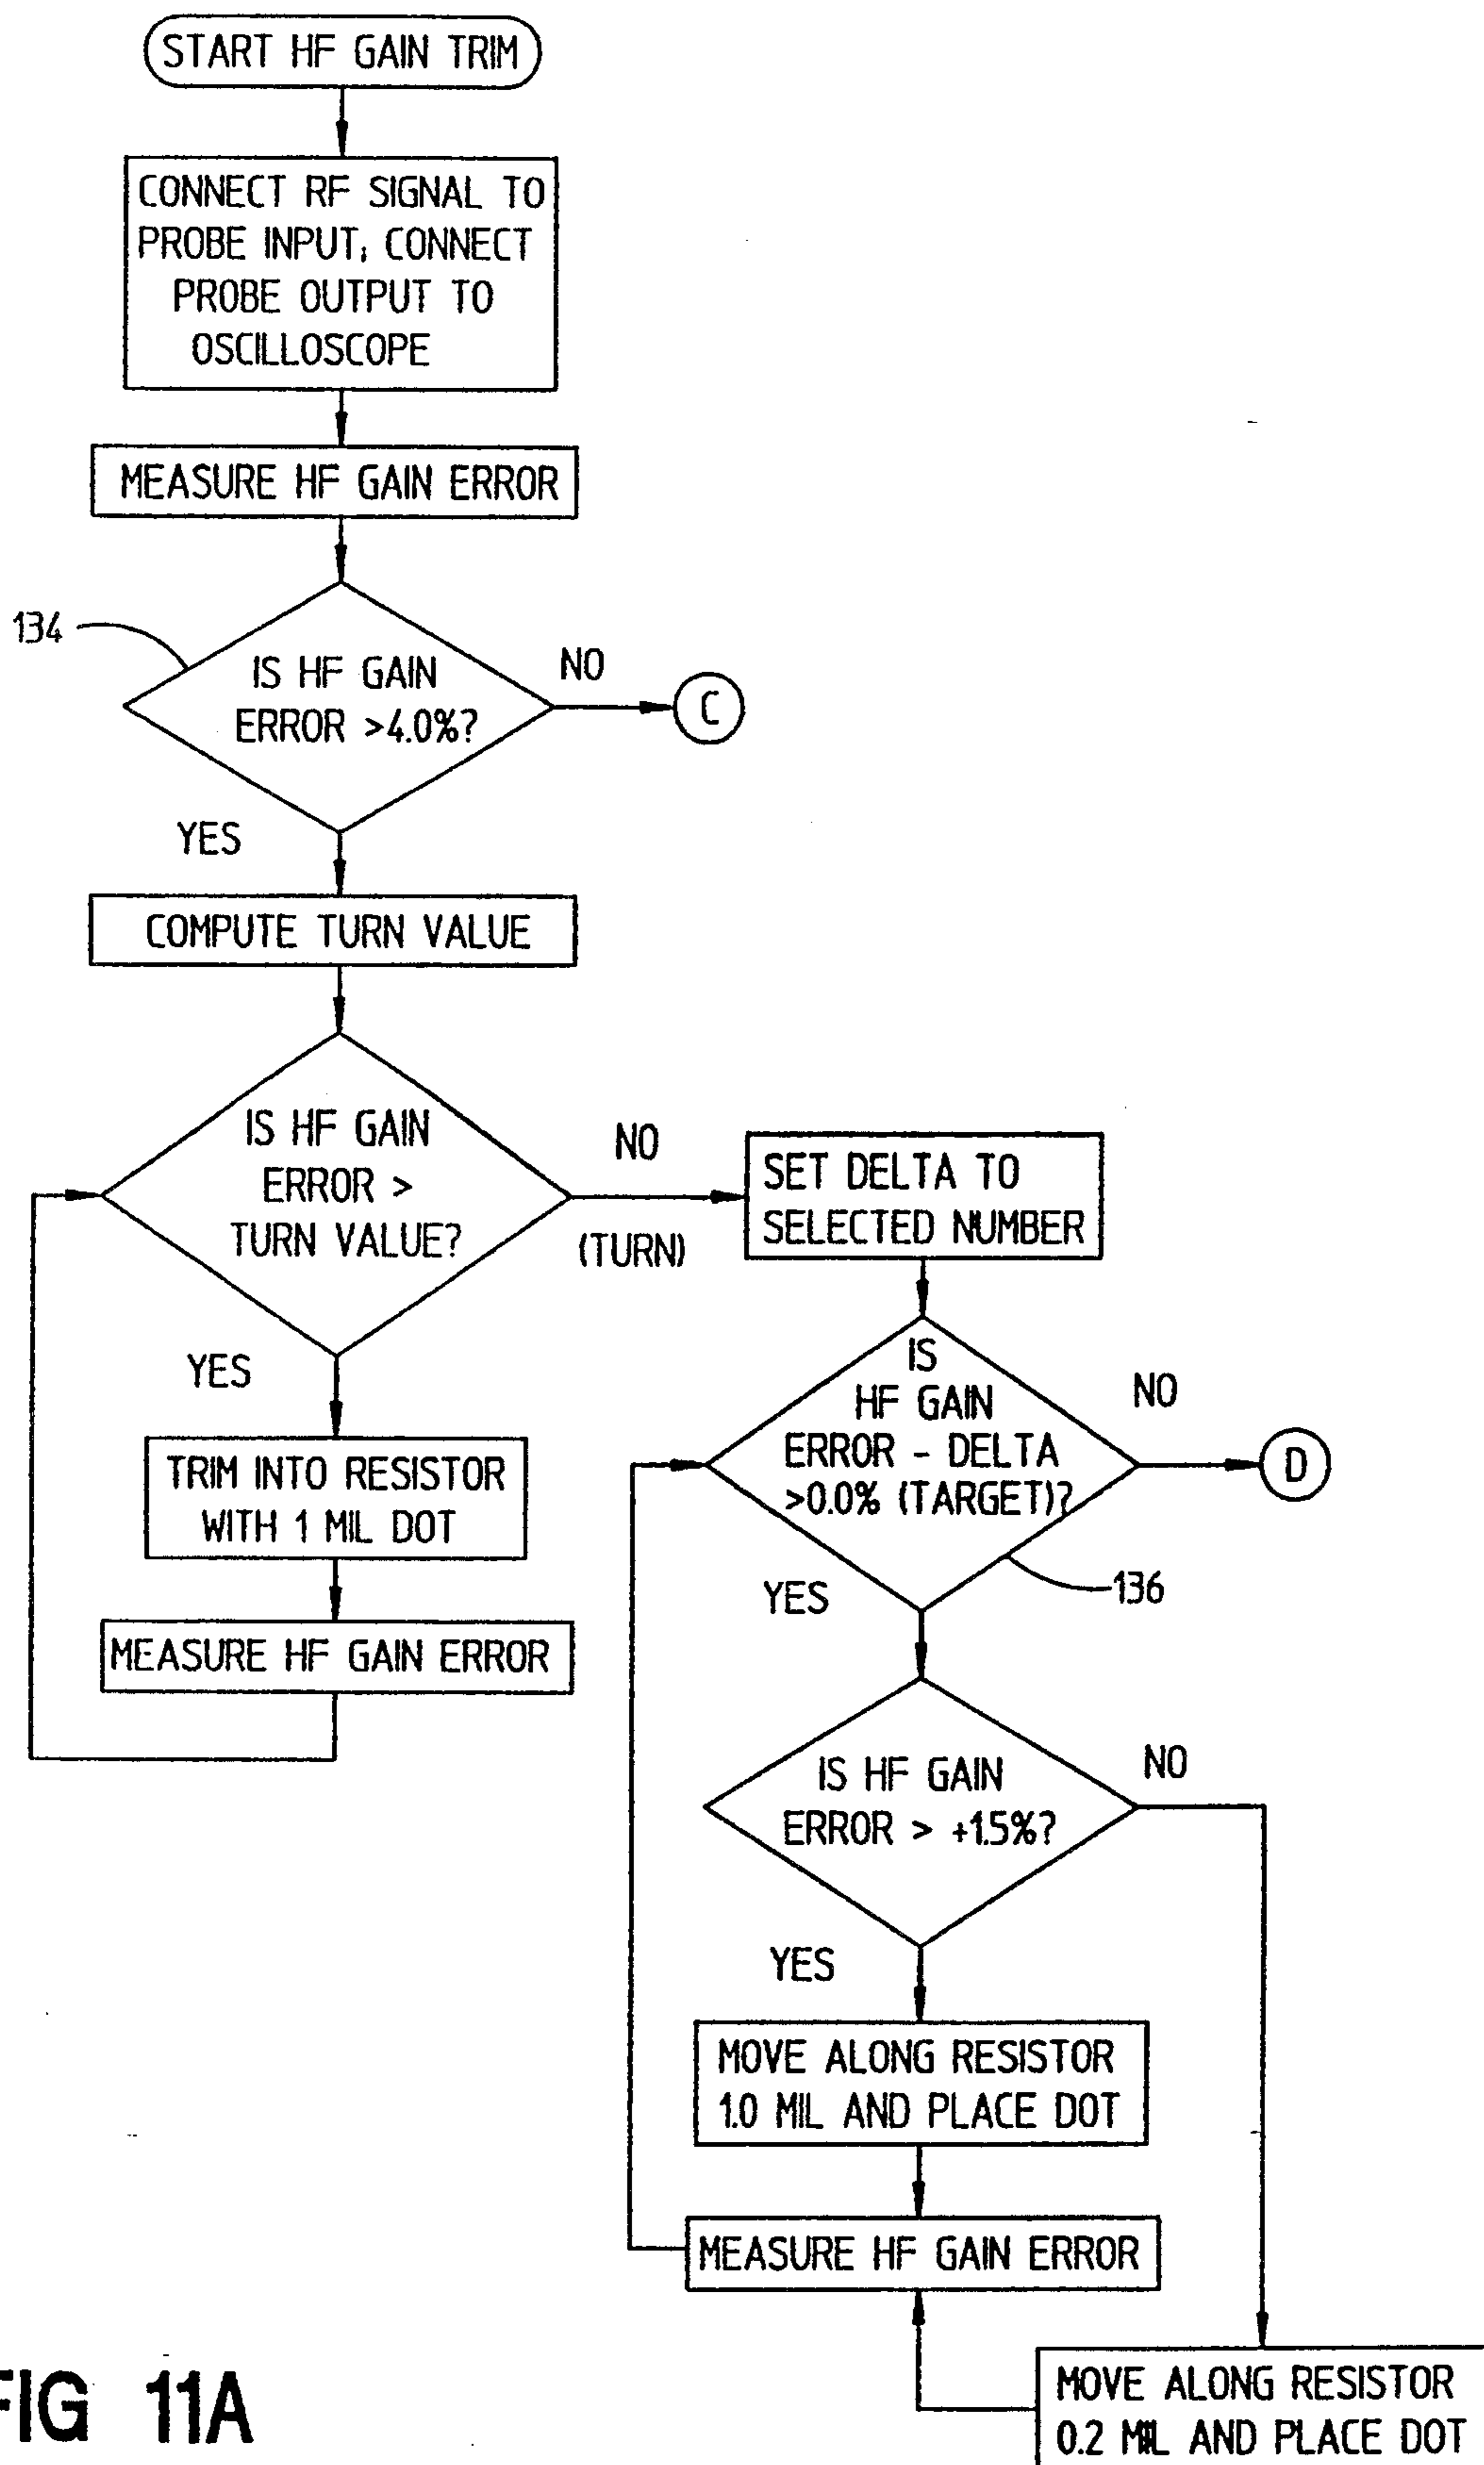 START HF GAIN TRIM
CONNECT RF SIGNAL TO
PROBE INPUT; CONNECT
PROBE OUTPUT TO
OSCILLOSCOPE
MEASURE HF GAIN ERROR
134
IS HF GAIN
ERROR >4.0%?
NO
C
YES
COMPUTE TURN VALUE
IS HF GAIN
ERROR >
TURN VALUE?
NO
(TURN)
YES
TRIM INTO RESISTOR
WITH 1 MIL DOT
MEASURE HF GAIN ERROR
SET DELTA TO
SELECTED NUMBER
IS
HF GAIN
ERROR - DELTA
>0.0% (TARGET)?
NO
D
136
YES
IS HF GAIN
ERROR > +1.5%?
NO
YES
MOVE ALONG RESISTOR
1.0 MIL AND PLACE DOT
MEASURE HF GAIN ERROR
MOVE ALONG RESISTOR
0.2 MIL AND PLACE DOT
FIG 11A